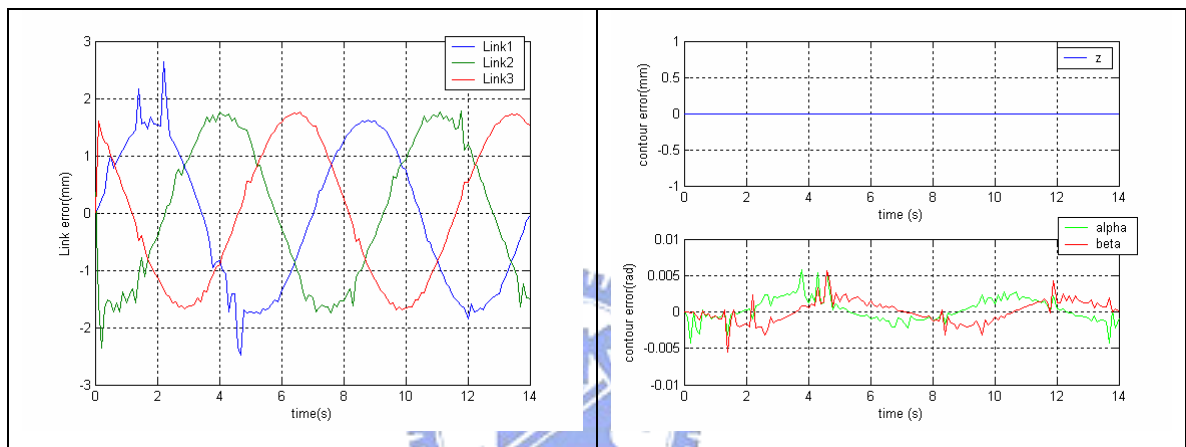 3
2
1
0
-1
-2
-3
Link error(mm)
Link1
Link2
Link3
0 2 4 6 8 10 12 14
time(s)
1
0.5
0
-0.5
-1
contour error(mm)
z
0 2 4 6 8 10 12 14
time (s)
0.01
0.005
0
-0.005
-0.01
contour error(rad)
alpha
beta
0 2 4 6 8 10 12 14
time (s)